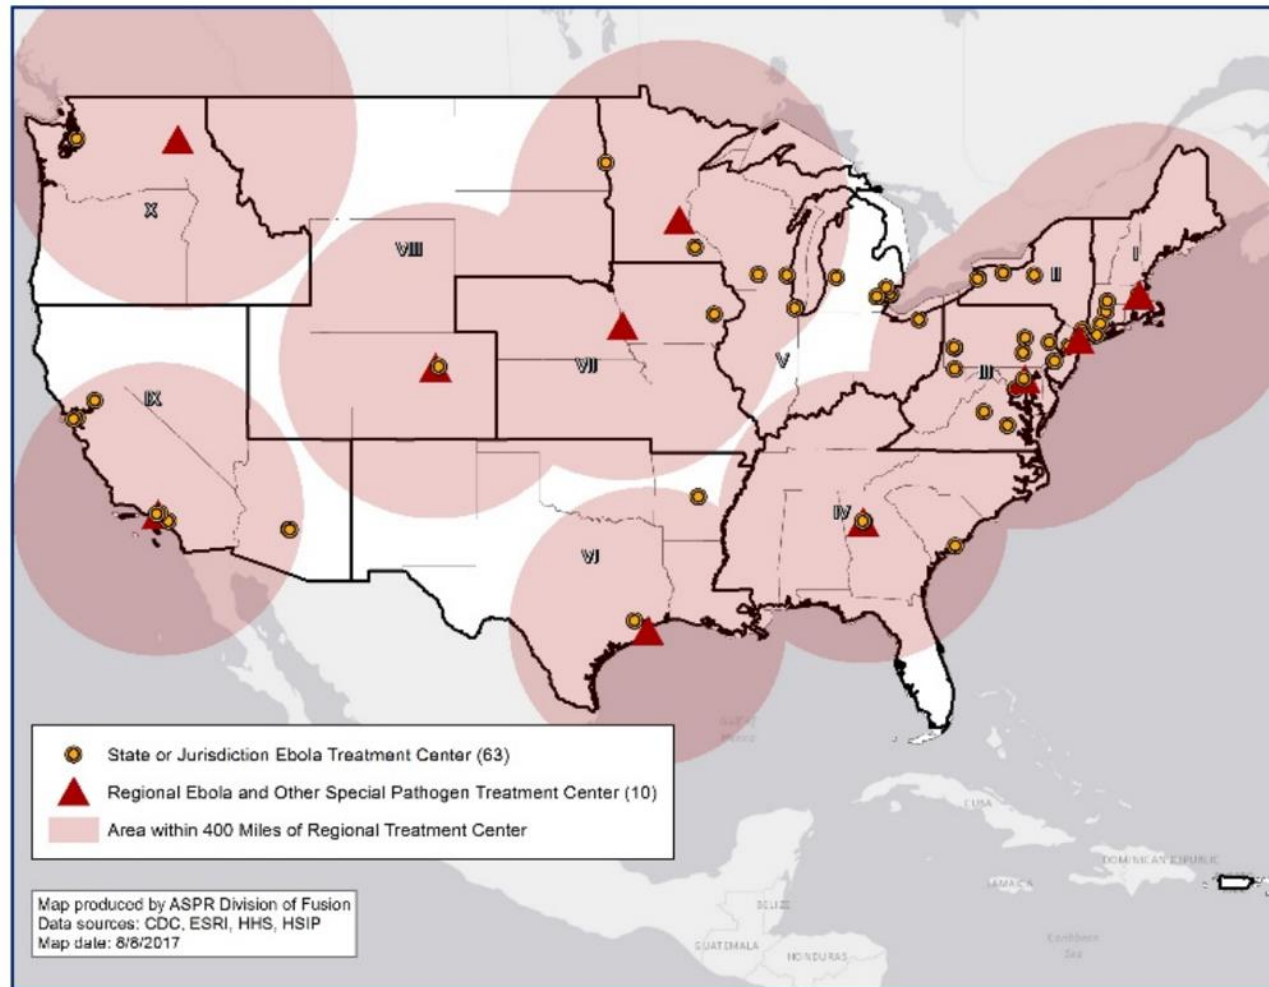 X
VIII
I
II
V
VII
III
IX
IV
VI
State or Jurisdiction Ebola Treatment Center (63)
Regional Ebola and Other Special Pathogen Treatment Center (10)
Area within 400 Miles of Regional Treatment Center
CUBA
DOMINICAN REPUBLIC
JAMAICA
Map produced by ASPR Division of Fusion
Data sources: CDC, ESRI, HHS, HSIP
Map date: 8/8/2017
BELIZE
GUATEMALA
HONDURAS
Caribbean
Sea